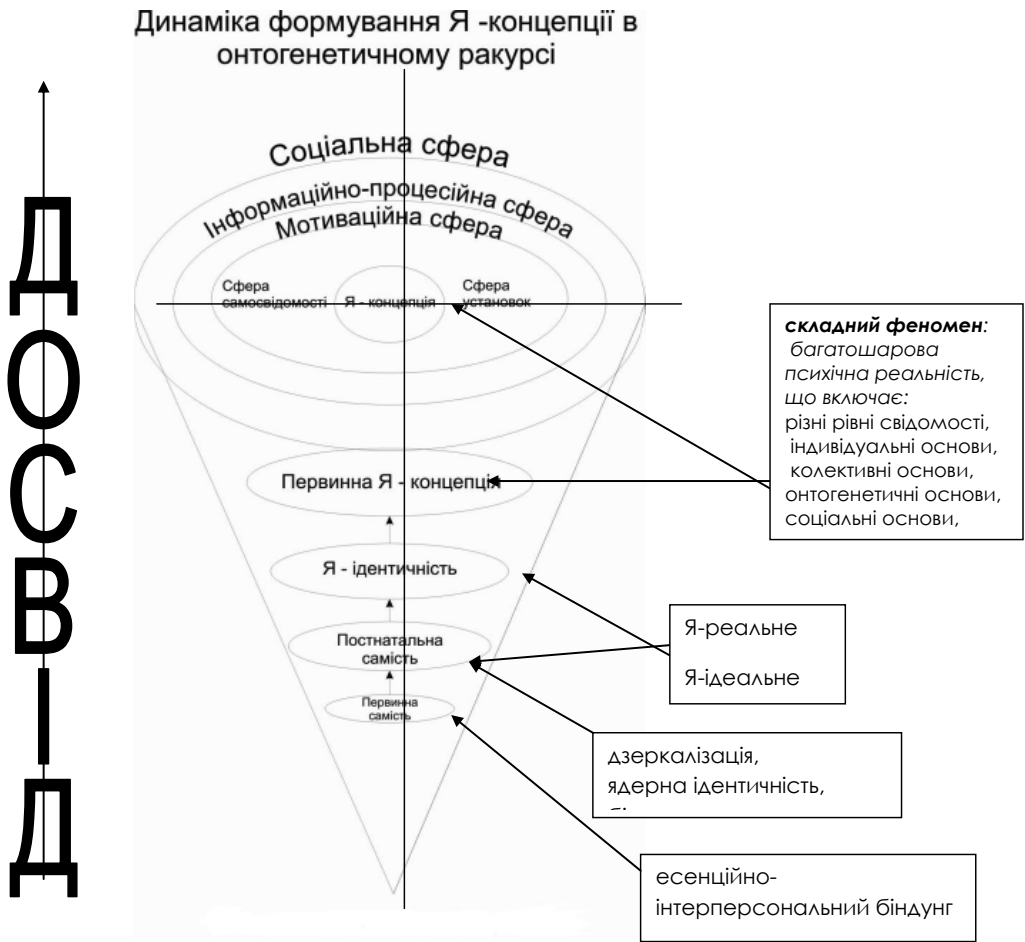 Динаміка формування Я -концепції в
онтогенетичному ракурсі
ДОСВІД
Соціальна сфера
Інформаційно-процесійна сфера
Мотиваційна сфера
Сфера
самосвідомості
Я - концепція
Сфера
установок
складний феномен:
багатошарова
психічна реальність,
що включає:
різні рівні свідомості,
індивідуальні основи,
колективні основи,
онтогенетичні основи,
соціальні основи,
Первинна Я - концепція
Я - ідентичність
Я-реальне
Я-ідеальне
Постнатальна
самість
Первинна
самість
дзеркалізація,
ядерна ідентичність,
есенційно-
інтерперсональний біндунг